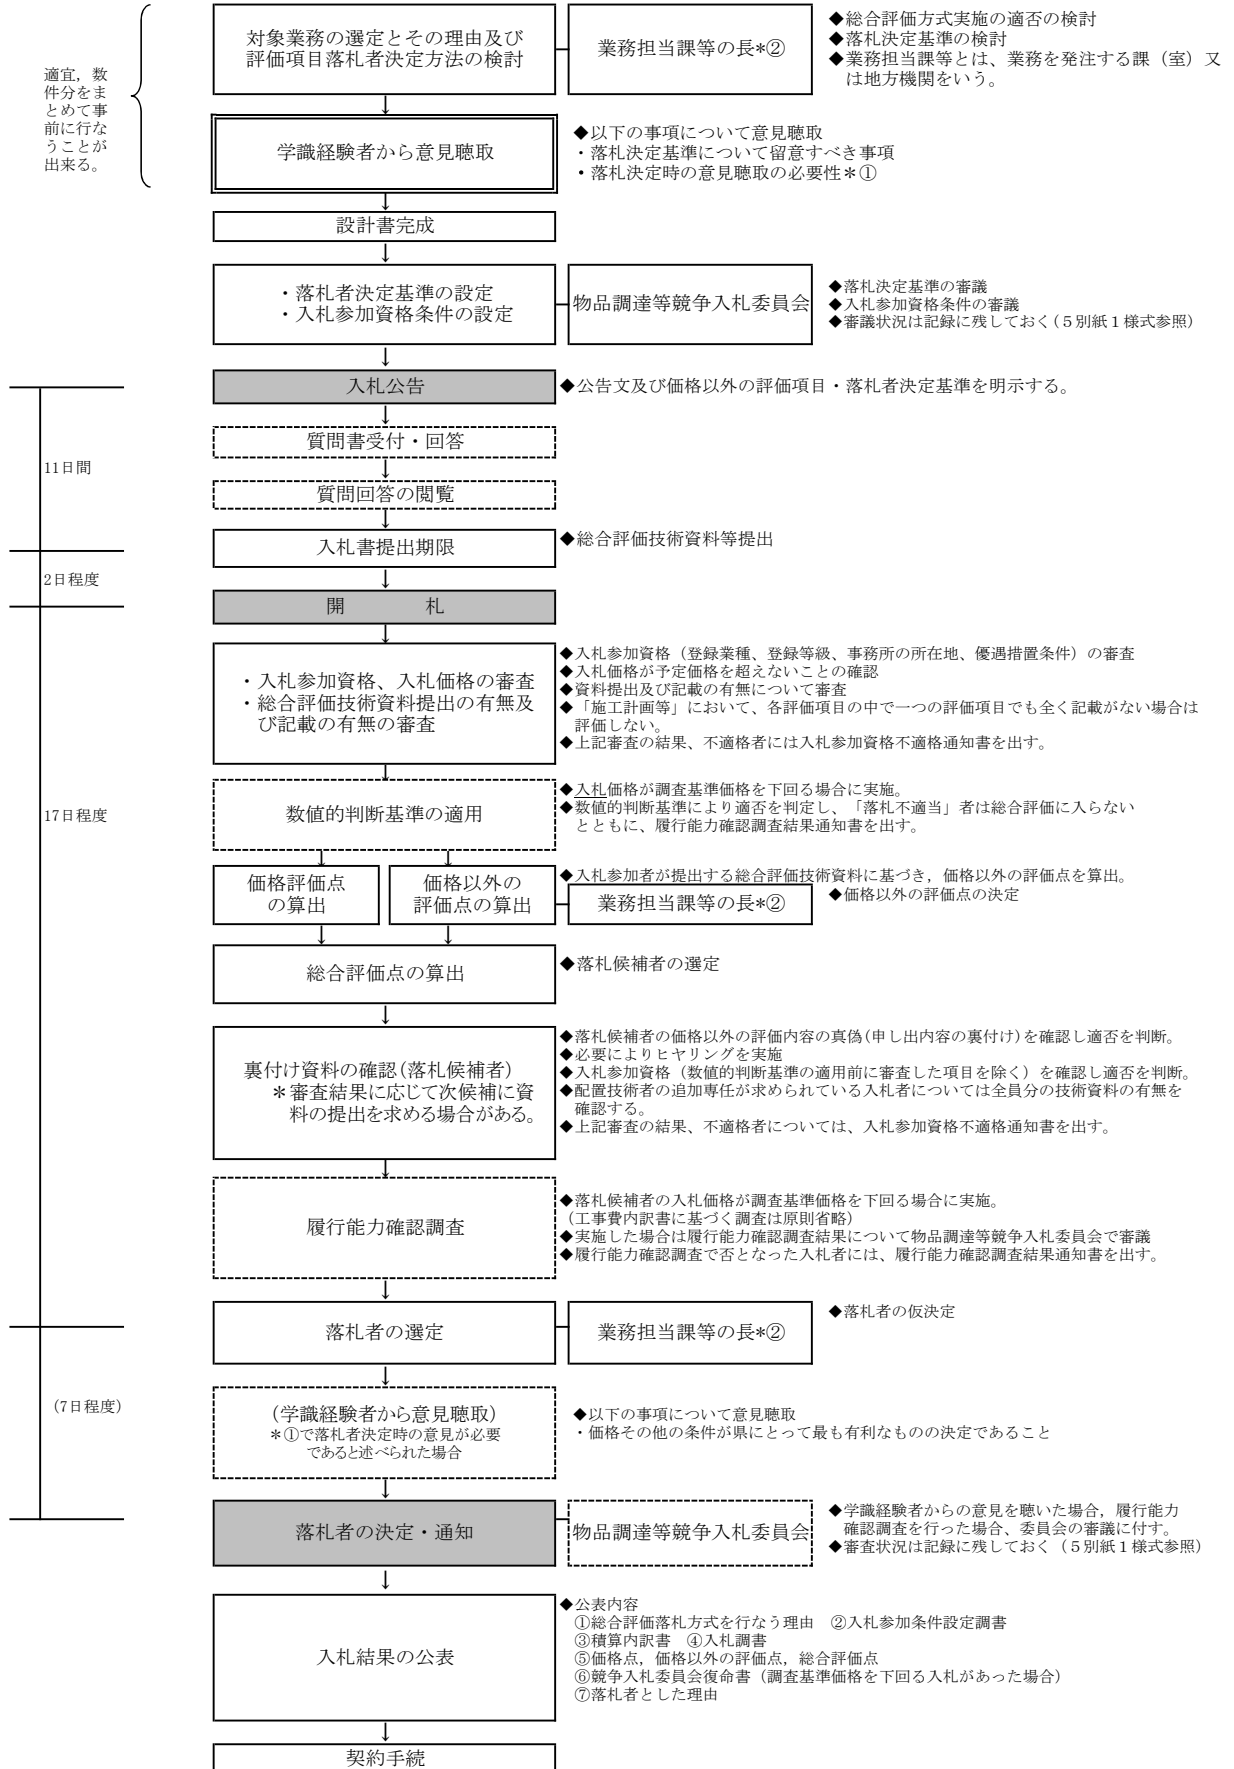 対象業務の選定とその理由及び
評価項目落札者決定方法の検討
業務担当課等の長*②
◆総合評価方式実施の適否の検討
◆落札決定基準の検討
◆業務担当課等とは、業務を発注する課（室）又
は地方機関をいう。
適宜，数
件分をま
とめて事
前に行な
うことが
出来る。
↓
学識経験者から意見聴取
◆以下の事項について意見聴取
・落札決定基準について留意すべき事項
・落札決定時の意見聴取の必要性＊①
↓
設計書完成
↓
・落札者決定基準の設定
・入札参加資格条件の設定
物品調達等競争入札委員会
◆落札決定基準の審議
◆入札参加資格条件の審議
◆審議状況は記録に残しておく（５別紙１様式参照）
↓
入札公告
◆公告文及び価格以外の評価項目・落札者決定基準を明示する。
↓
質問書受付・回答
11日間
↓
質問回答の閲覧
↓
入札書提出期限
◆総合評価技術資料等提出
2日程度
↓
開　　　　札
↓
・入札参加資格、入札価格の審査
・総合評価技術資料提出の有無及
び記載の有無の審査
◆入札参加資格（登録業種、登録等級、事務所の所在地、優遇措置条件）の審査
◆入札価格が予定価格を超えないことの確認
◆資料提出及び記載の有無について審査
◆「施工計画等」において、各評価項目の中で一つの評価項目でも全く記載がない場合は
評価しない。
◆上記審査の結果、不適格者には入札参加資格不適格通知書を出す。
↓
17日程度
数値的判断基準の適用
◆入札価格が調査基準価格を下回る場合に実施。
◆数値的判断基準により適否を判定し、「落札不適当」者は総合評価に入らない
とともに、履行能力確認調査結果通知書を出す。
↓ ↓
価格評価点
の算出
価格以外の
評価点の算出
◆入札参加者が提出する総合評価技術資料に基づき，価格以外の評価点を算出。
業務担当課等の長*②
◆価格以外の評価点の決定
↓ ↓
総合評価点の算出
◆落札候補者の選定
↓
裏付け資料の確認（落札候補者）
＊審査結果に応じて次候補に資
料の提出を求める場合がある。
◆落札候補者の価格以外の評価内容の真偽（申し出内容の裏付け）を確認し適否を判断。
◆必要によりヒヤリングを実施
◆入札参加資格（数値的判断基準の適用前に審査した項目を除く）を確認し適否を判断。
◆配置技術者の追加専任が求められている入札者については全員分の技術資料の有無を
確認する。
◆上記審査の結果、不適格者については、入札参加資格不適格通知書を出す。
↓
履行能力確認調査
◆落札候補者の入札価格が調査基準価格を下回る場合に実施。
（工事費内訳書に基づく調査は原則省略）
◆実施した場合は履行能力確認調査結果について物品調達等競争入札委員会で審議
◆履行能力確認調査で否となった入札者には、履行能力確認調査結果通知書を出す。
↓
落札者の選定
業務担当課等の長*②
◆落札者の仮決定
↓
（7日程度）
（学識経験者から意見聴取）
＊①で落札者決定時の意見が必要
であると述べられた場合
◆以下の事項について意見聴取
・価格その他の条件が県にとって最も有利なものの決定であること
↓
落札者の決定・通知
物品調達等競争入札委員会
◆学識経験者からの意見を聴いた場合，履行能力
確認調査を行った場合、委員会の審議に付す。
◆審査状況は記録に残しておく（５別紙１様式参照）
↓
入札結果の公表
◆公表内容
①総合評価落札方式を行なう理由　②入札参加条件設定調書
③積算内訳書　④入札調書
⑤価格点，価格以外の評価点，総合評価点
⑥競争入札委員会復命書（調査基準価格を下回る入札があった場合）
⑦落札者とした理由
↓
契約手続